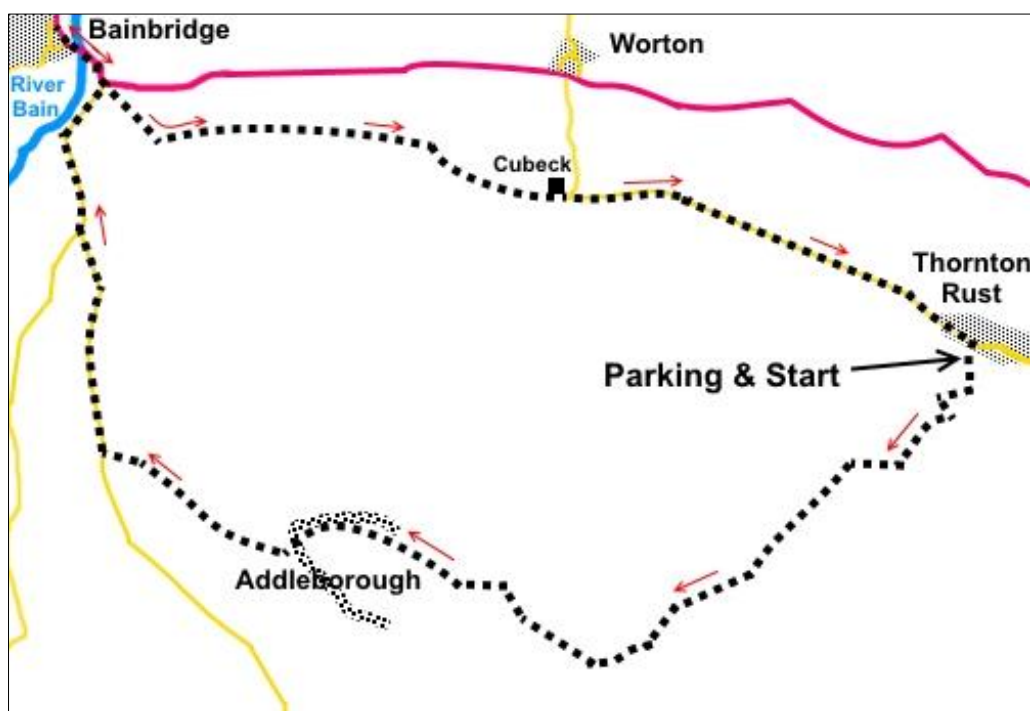 Bainbridge
Worton
River
Bain
Cubeck
Thornton
Rust
Parking & Start
Addleborough